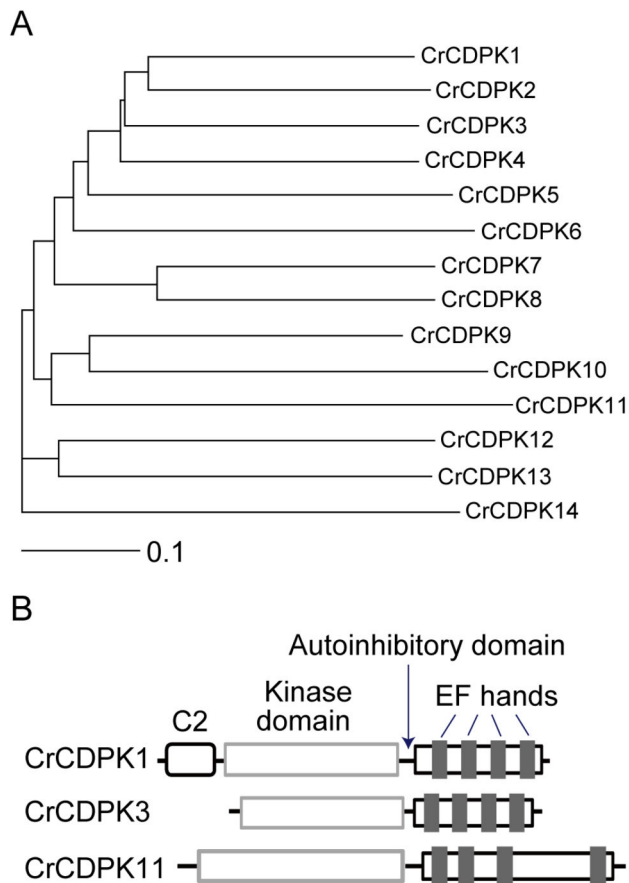 A
CrCDPK1
CrCDPK2
CrCDPK3
CrCDPK4
CrCDPK5
CrCDPK6
CrCDPK7
CrCDPK8
CrCDPK9
CrCDPK10
CrCDPK11
CrCDPK12
CrCDPK13
CrCDPK14
0.1
B
Autoinhibitory domain
Kinase
domain
EF hands
C2
CrCDPK1
CrCDPK3
CrCDPK11